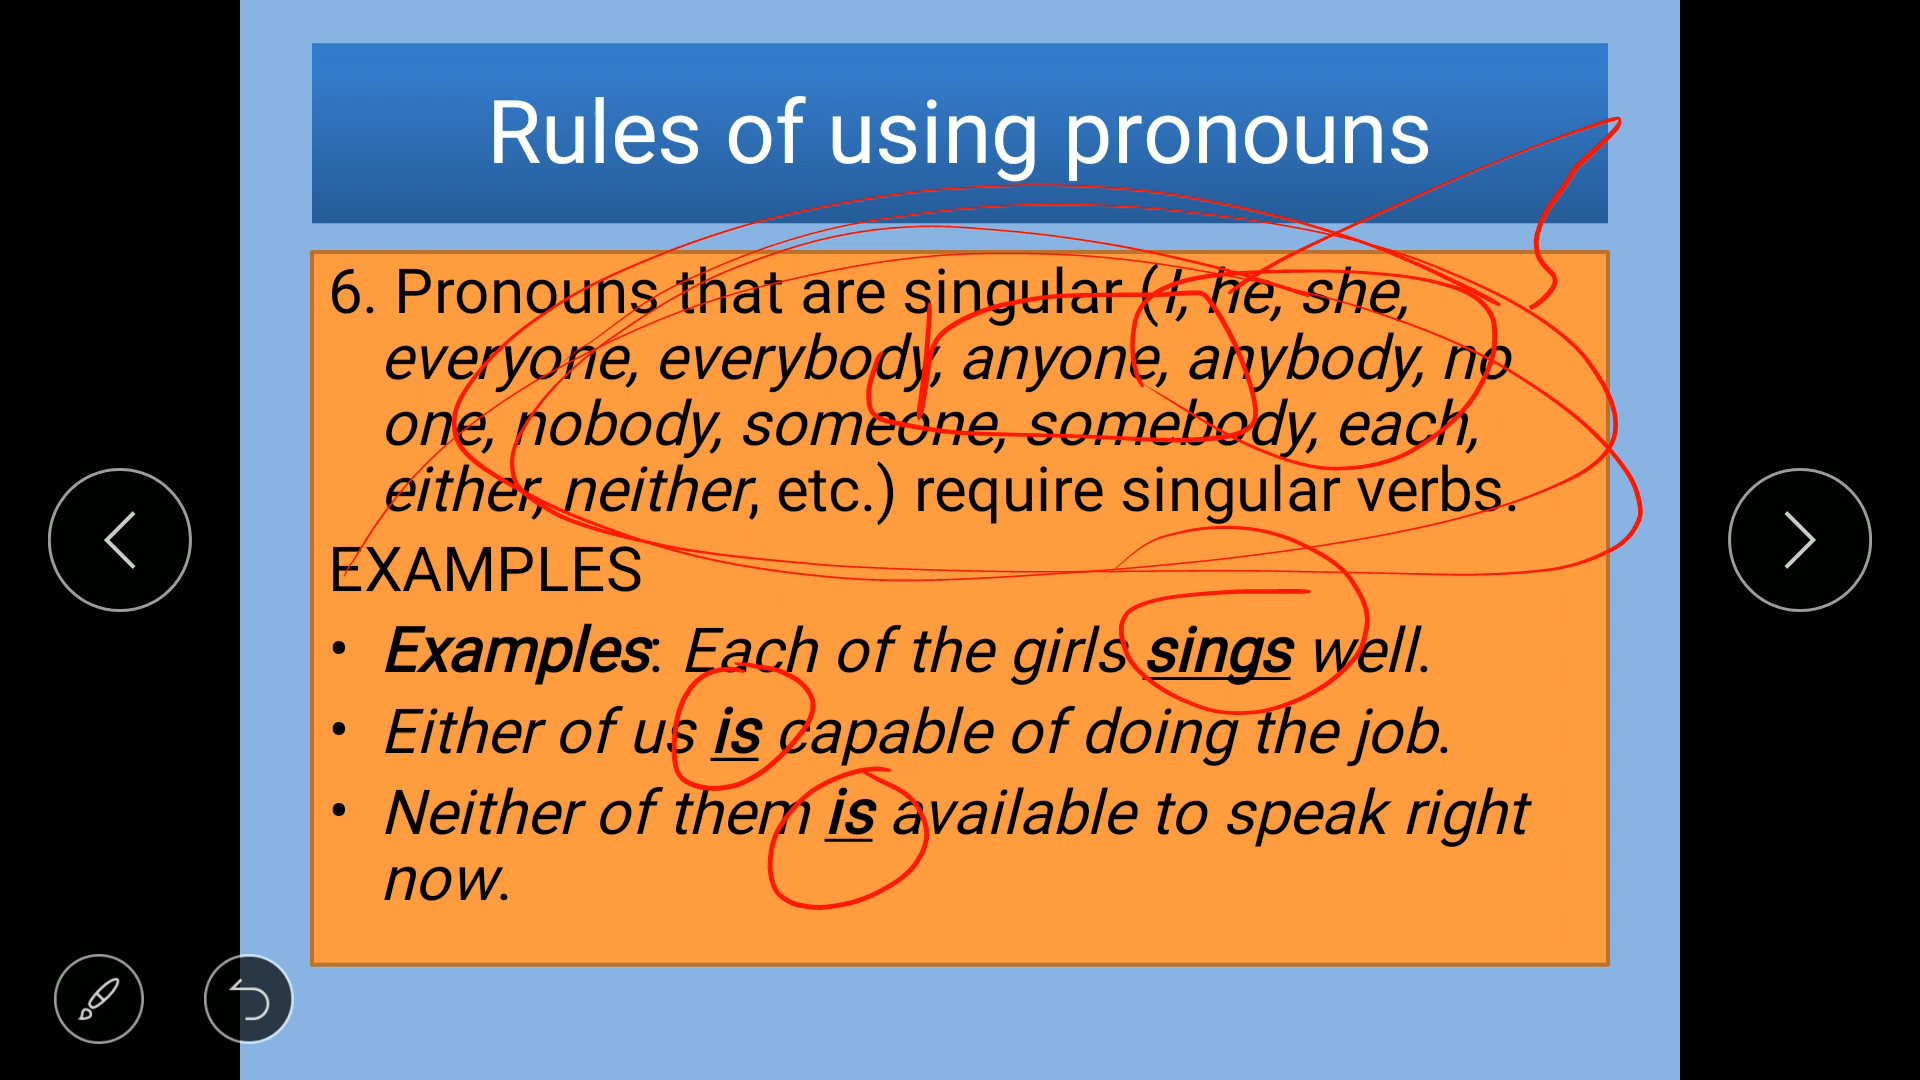 Rules of using pronouns
6. Pronouns that are singular (I, he, she,
everyone, everybody, anyone, anybody, no
one, nobody, someone, somebody, each,
either, neither, etc.) require singular verbs.
EXAMPLES
• Examples: Each of the girls sings well.
• Either of us is capable of doing the job.
• Neither of them is available to speak right
now.